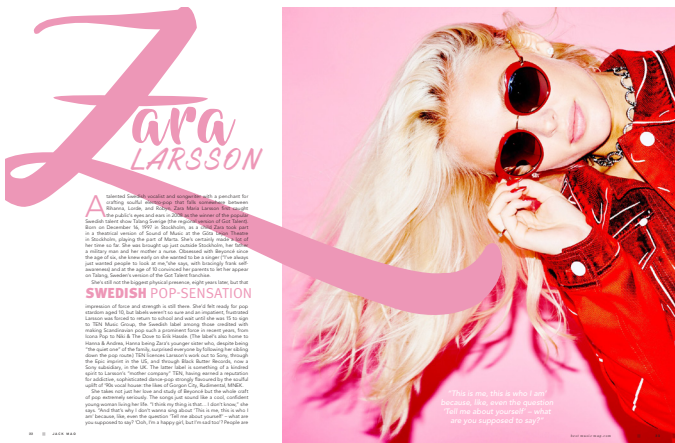 Zara
LARSSON
A talented Swedish vocalist and songwriter with a penchant for
crafting soulful electro-pop that falls somewhere between
Rihanna, Lorde, and Robyn, Zara Maria Larsson first caught
the public's eyes and ears in 2008 as the winner of the popular
Swedish talent show Talang Sverige (the regional version of Got Talent).
Born on December 16, 1997 in Stockholm, as a child Zara took part
in a theatrical version of Sound of Music at the Göta Lejon Theatre
in Stockholm, playing the part of Marta. She's certainly made a lot of
her time so far. She was brought up just outside Stockholm, her father
a military man and her mother a nurse. Obsessed with Beyoncé since
the age of six, she knew early on she wanted to be a singer ("I've always
just wanted people to look at me,"she says, with bracingly frank self-
awareness) and at the age of 10 convinced her parents to let her appear
on Talang, Sweden's version of the Got Talent franchise.
She's still not the biggest physical presence, eight years later, but that
SWEDISH POP-SENSATION
impression of force and strength is still there. She'd felt ready for pop
stardom aged 10, but labels weren't so sure and an impatient, frustrated
Larsson was forced to return to school and wait until she was 15 to sign
to TEN Music Group, the Swedish label among those credited with
making Scandinavian pop such a prominent force in recent years, from
Icona Pop to Niki & The Dove to Erik Hassle. (The label's also home to
Hanna & Andrea, Hanna being Zara's younger sister who, despite being
"the quiet one" of the family, surprised everyone by following her sibling
down the pop route.) TEN licenses Larsson's work out to Sony, through
the Epic imprint in the US, and through Black Butter Records, now a
Sony subsidiary, in the UK. The latter label is something of a kindred
spirit to Larsson's "mother company" TEN, having earned a reputation
for addictive, sophisticated dance-pop strongly flavoured by the soulful
uplift of '90s vocal house: the likes of Gorgon City, Rudimental, MNEK.
She takes not just her love and study of Beyoncé but the whole craft
of pop extremely seriously. The songs just sound like a cool, confident
young woman living her life. "I think my thing is that… I don't know," she
says. "And that's why I don't wanna sing about 'This is me, this is who I
am' because, like, even the question 'Tell me about yourself' – what are
you supposed to say? 'Ooh, I'm a happy girl, but I'm sad too'? People are
JACK MAG
"This is me, this is who I am'
because, like, even the question
'Tell me about yourself' – what
are you supposed to say?"